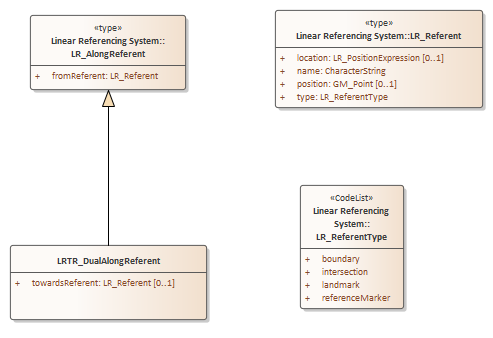 «type»
Linear Referencing System::
LR_AlongReferent
+ fromReferent: LR_Referent
«type»
Linear Referencing System::LR_Referent
+ location: LR_PositionExpression [0..1]
+ name: CharacterString
+ position: GM_Point [0..1]
+ type: LR_ReferentType
«CodeList»
Linear Referencing
System::
LR_ReferentType
+ boundary
+ intersection
+ landmark
+ referenceMarker
LRTR_DualAlongReferent
+ towardsReferent: LR_Referent [0..1]